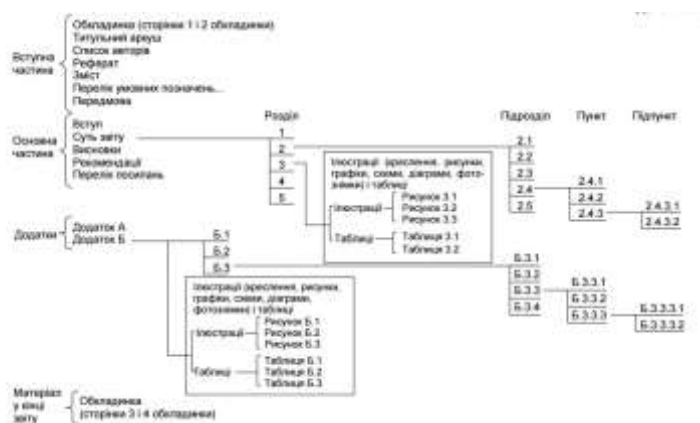 Обкладинка (сторінки 1 і 2 обкладинки)
Титульний аркуш
Список авторів
Реферат
Зміст
Перелік умовних позначень...
Передмова
Вступна
частина
Розділ
Підрозділ
Пункт
Підпункт
Основна
частина
Вступ
Суть звіту
Висновки
Рекомендації
Перелік посилань
1
2
3
4
5
Ілюстрації (креслення, рисунки,
графіки, схеми, діаграми, фото-
знімки) і таблиці
Ілюстрації
Рисунок 3.1
Рисунок 3.2
Рисунок 3.3
Таблиці
Таблиця 3.1
Таблиця 3.2
2.1
2.2
2.3
2.4
2.5
2.4.1
2.4.2
2.4.3
2.4.3.1
2.4.3.2
Додатки
Додаток А
Додаток Б
Б.1
Б.2
Б.3
Б.3.1
Б.3.2
Б.3.3
Б.3.4
Б.3.3.1
Б.3.3.2
Б.3.3.3
Б.3.3.3.1
Б.3.3.3.2
Ілюстрації (креслення, рисунки,
графіки, схеми, діаграми,
фотознімки) і таблиці
Ілюстрації
Рисунок Б.1
Рисунок Б.2
Рисунок Б.3
Таблиці
Таблиця Б.1
Таблиця Б.2
Таблиця Б.3
Матеріал
у кінці
звіту
Обкладинка
(сторінки 3 і 4 обкладинки)